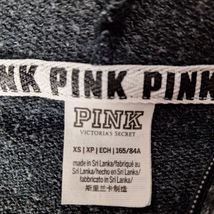 NK PINK PINK
PINK
VICTORIA'S SECRET
XS | XP | ECH | 165/84A
made in Sri Lanka/fabriqué au
Sri Lanka/hecho en Sri Lanka/
fabbricato in Sri Lanka/
斯里兰卡制造